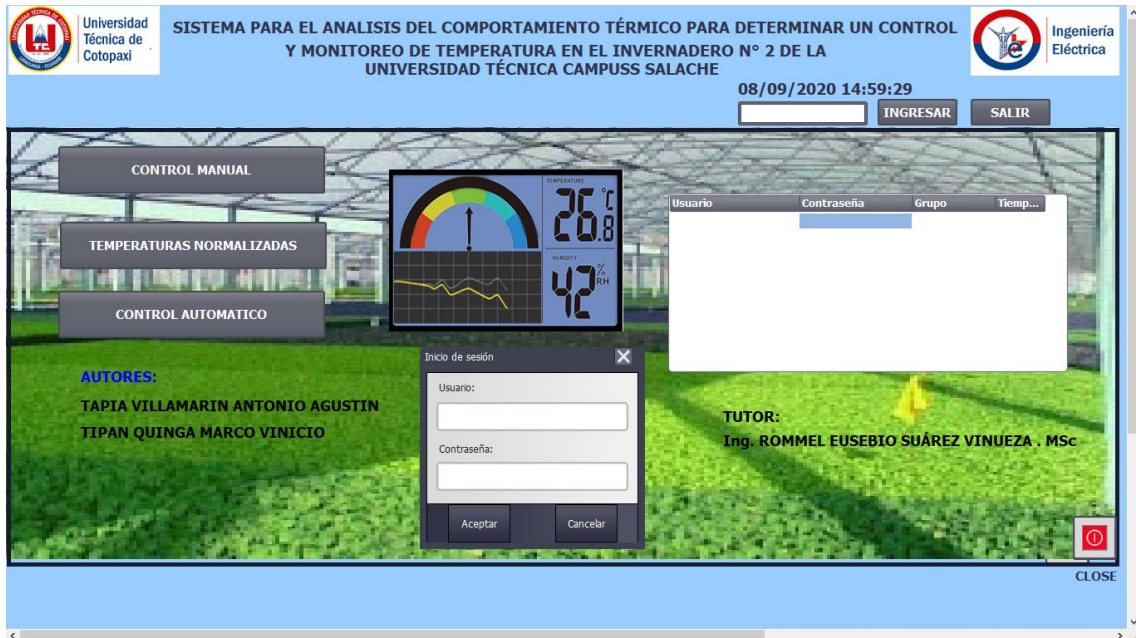 Universidad
Técnica de
Cotopaxi
SISTEMA PARA EL ANALISIS DEL COMPORTAMIENTO TÉRMICO PARA DETERMINAR UN CONTROL
Y MONITOREO DE TEMPERATURA EN EL INVERNADERO N° 2 DE LA
UNIVERSIDAD TÉCNICA CAMPUSS SALACHE
Ingeniería
Eléctrica
08/09/2020 14:59:29
INGRESAR
SALIR
CONTROL MANUAL
TEMPERATURAS NORMALIZADAS
CONTROL AUTOMATICO
TEMPERATURE
26.8 °C
HUMIDITY
42 % RH
Usuario Contraseña Grupo Tiemp...
Inicio de sesión
Usuario:
Contraseña:
Aceptar Cancelar
AUTORES:
TAPIA VILLAMARIN ANTONIO AGUSTIN
TIPAN QUINGA MARCO VINICIO
TUTOR:
Ing. ROMMEL EUSEBIO SUÁREZ VINUEZA . MSc
CLOSE